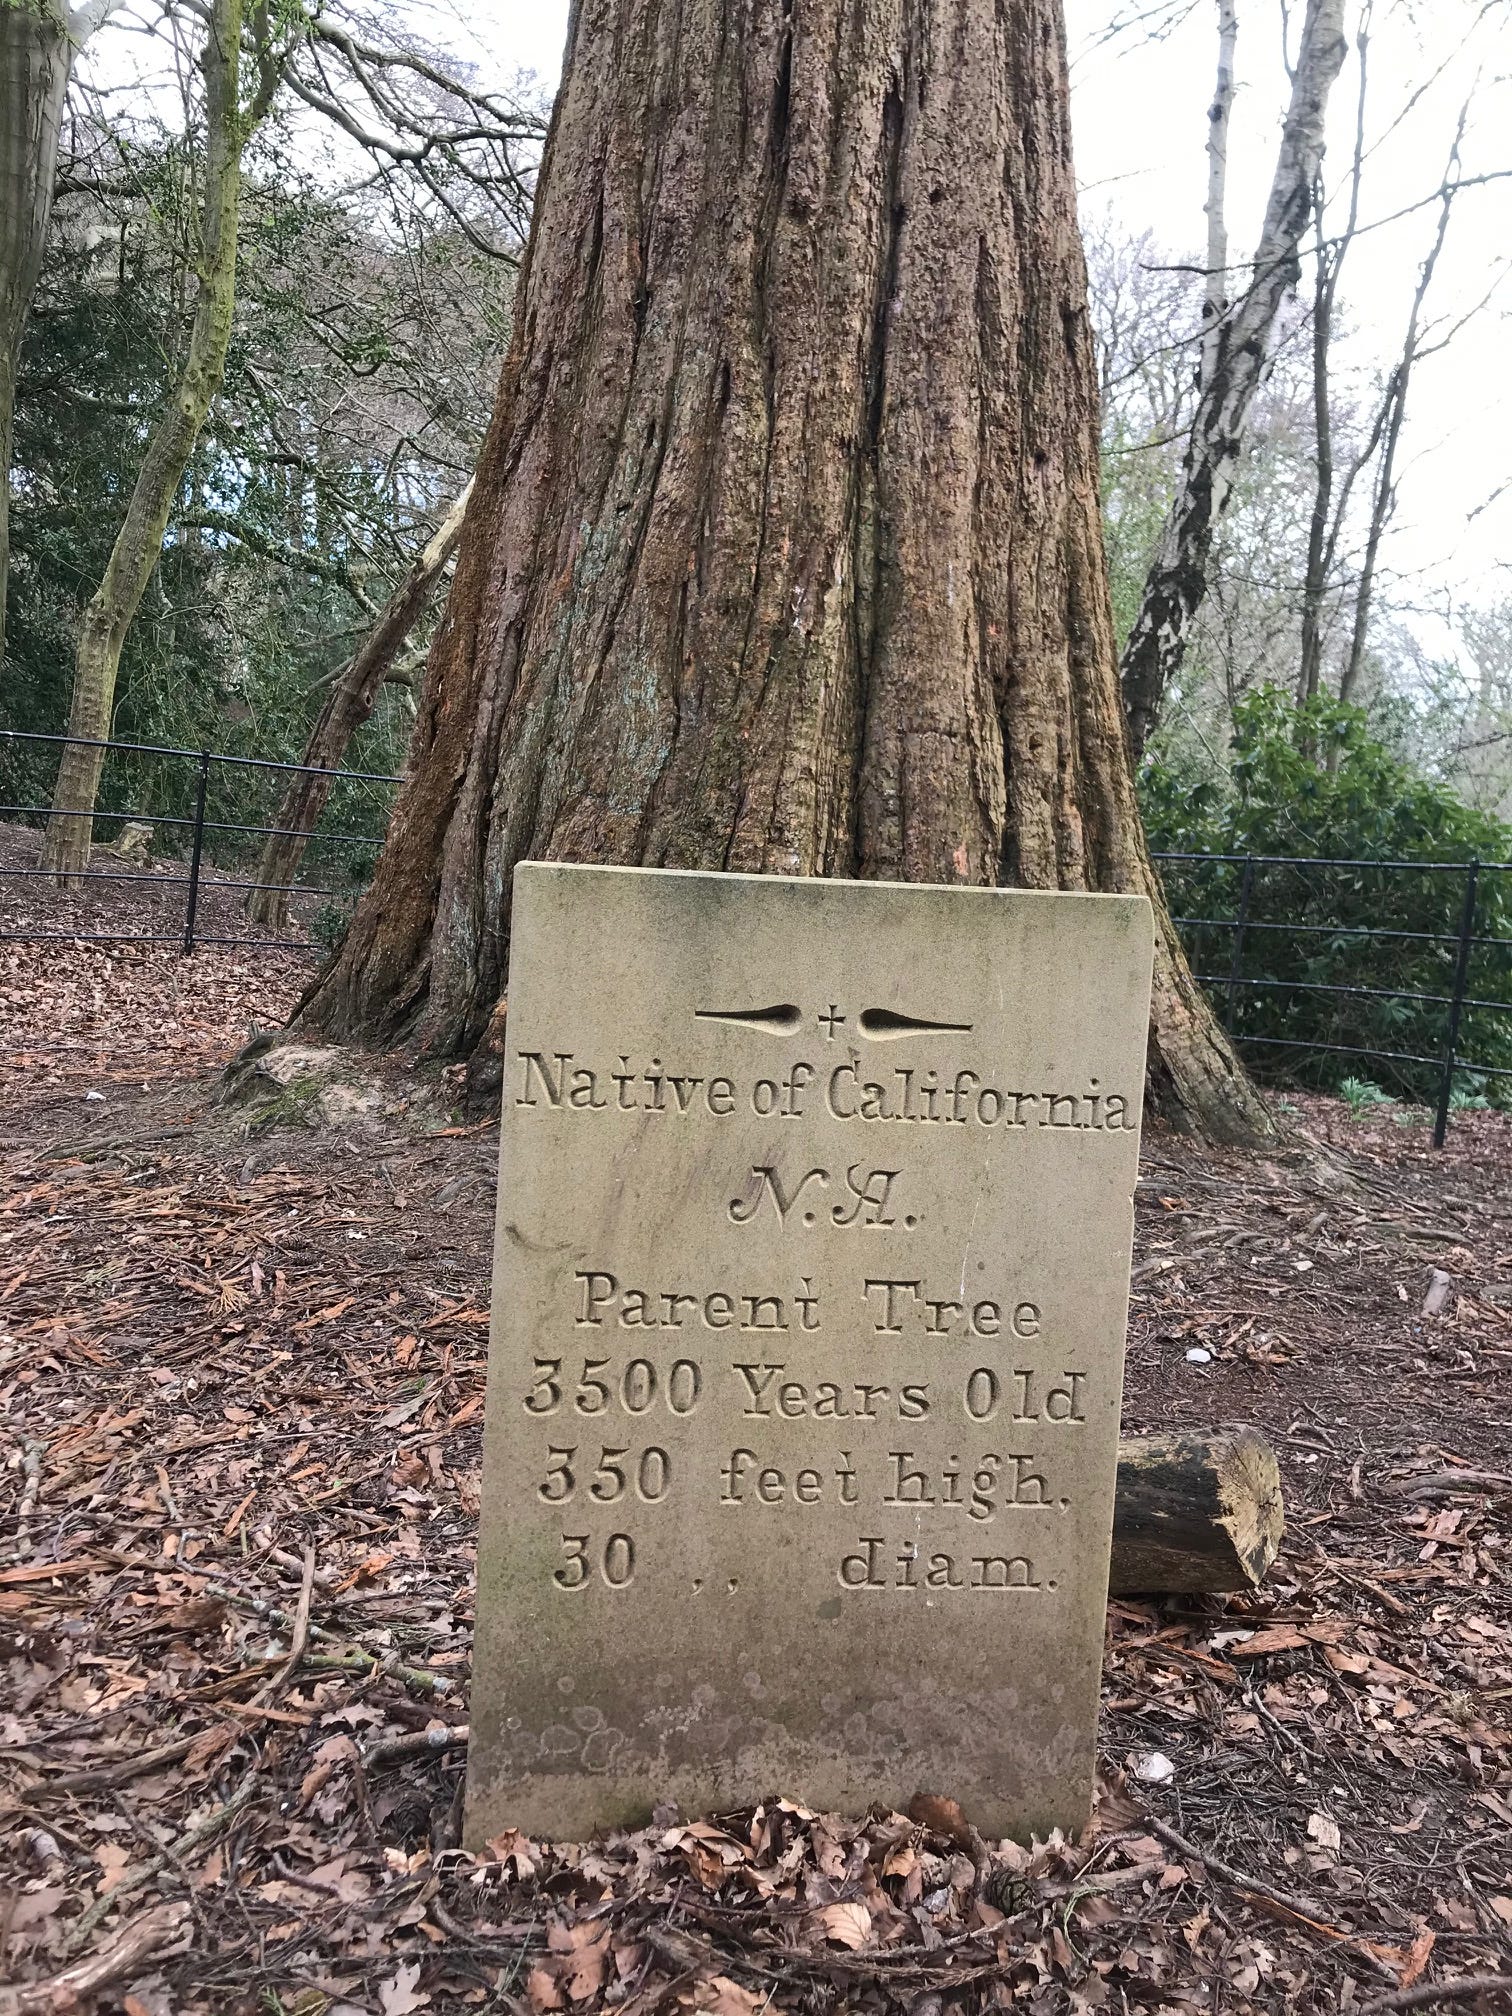 Native of California
N.A.
Parent Tree
3500 Years Old
350 feet high,
30 ,, diam.